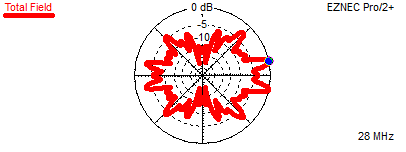 Total Field
0 dB
EZNEC Pro/2+
-5
-10
28 MHz